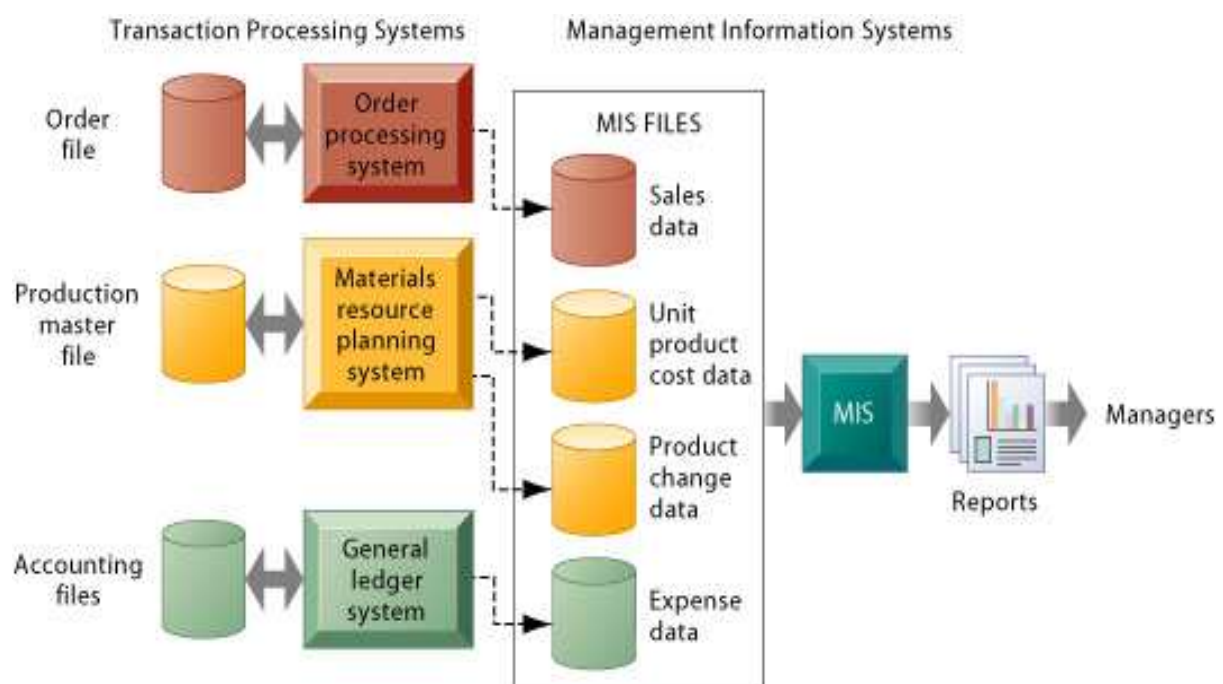 Transaction Processing Systems
Management Information Systems
Order
file
Order
processing
system
MIS FILES
Sales
data
Production
master
file
Materials
resource
planning
system
Unit
product
cost data
Product
change
data
MIS
Reports
Managers
Accounting
files
General
ledger
system
Expense
data